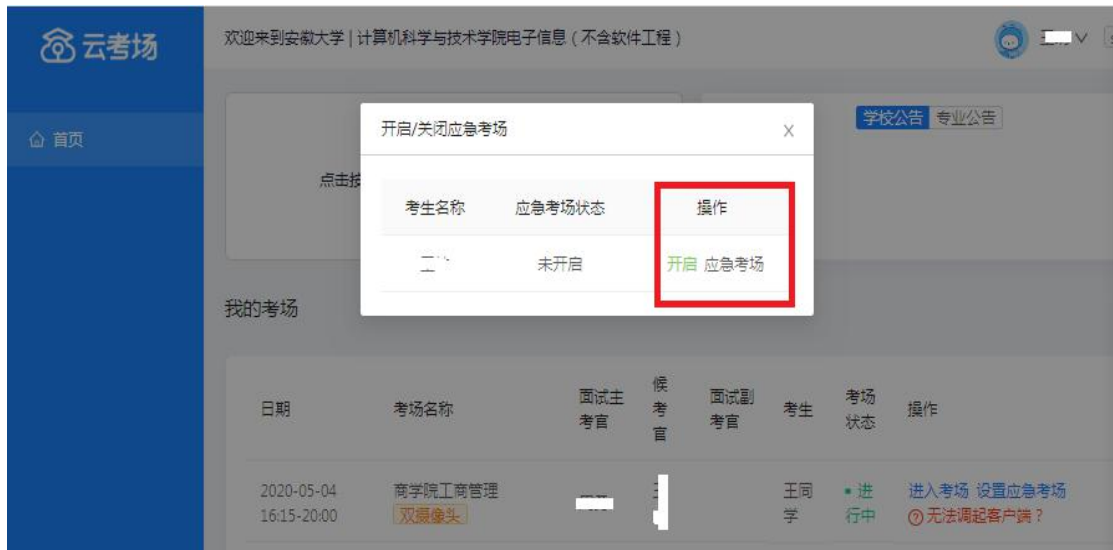 云考场
欢迎来到安徽大学 | 计算机科学与技术学院电子信息（不含软件工程）
首页
学校公告 专业公告
点击按
开启/关闭应急考场
X
考生名称 应急考场状态 操作
未开启 开启 应急考场
我的考场
日期 考场名称 面试主考官 候考官 面试副考官 考生 考场状态 操作
2020-05-04 16:15-20:00
商学院工商管理
双摄像头
王同学
进行中
进入考场 设置应急考场
无法调起客户端？